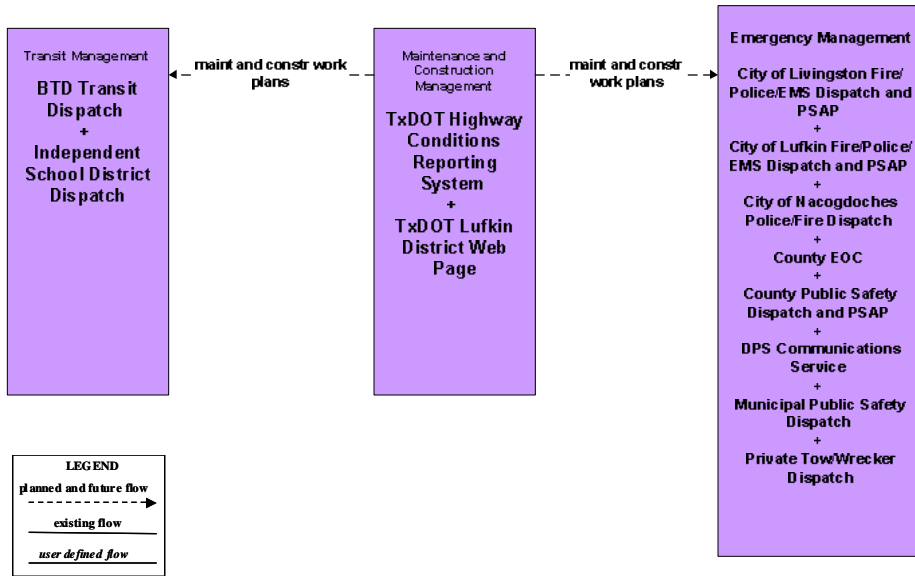 Transit Management
BTD Transit
Dispatch
+
Independent
School District
Dispatch
maint and constr work
plans
Maintenance and
Construction
Management
TxDOT Highway
Conditions
Reporting
System
+
TxDOT Lufkin
District Web
Page
maint and constr
work plans
Emergency Management
City of Livingston Fire/
Police/EMS Dispatch and
PSAP
+
City of Lufkin Fire/Police/
EMS Dispatch and PSAP
+
City of Nacogdoches
Police/Fire Dispatch
+
County EOC
+
County Public Safety
Dispatch and PSAP
+
DPS Communications
Service
+
Municipal Public Safety
Dispatch
+
Private Tow/Wrecker
Dispatch
LEGEND
planned and future flow
existing flow
user defined flow